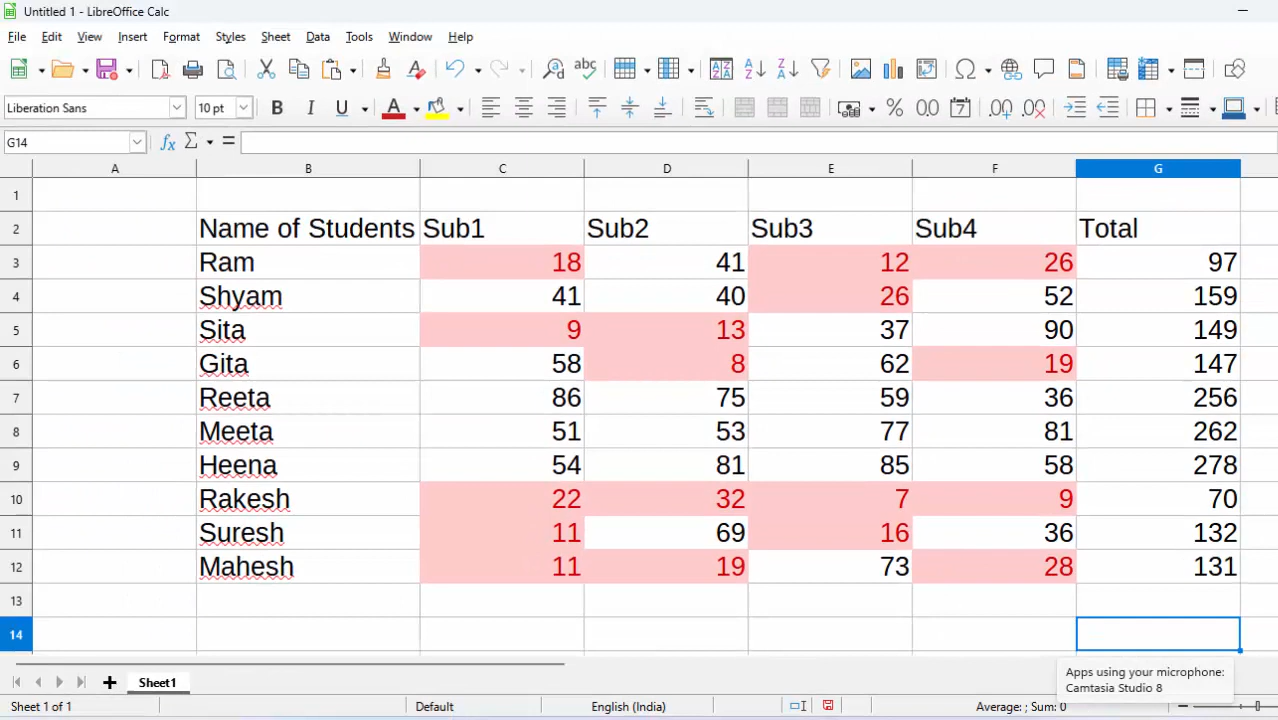 Untitled 1 - LibreOffice Calc
File Edit View Insert Format Styles Sheet Data Tools Window Help
Liberation Sans 10 pt
G14
A B C D E F G
1
2 Name of Students Sub1 Sub2 Sub3 Sub4 Total
3 Ram 18 41 12 26 97
4 Shyam 41 40 26 52 159
5 Sita 9 13 37 90 149
6 Gita 58 8 62 19 147
7 Reeta 86 75 59 36 256
8 Meeta 51 53 77 81 262
9 Heena 54 81 85 58 278
10 Rakesh 22 32 7 9 70
11 Suresh 11 69 16 36 132
12 Mahesh 11 19 73 28 131
13
14
Apps using your microphone:
Camtasia Studio 8
Sheet1
Sheet 1 of 1 Default English (India) Average: ; Sum: 0